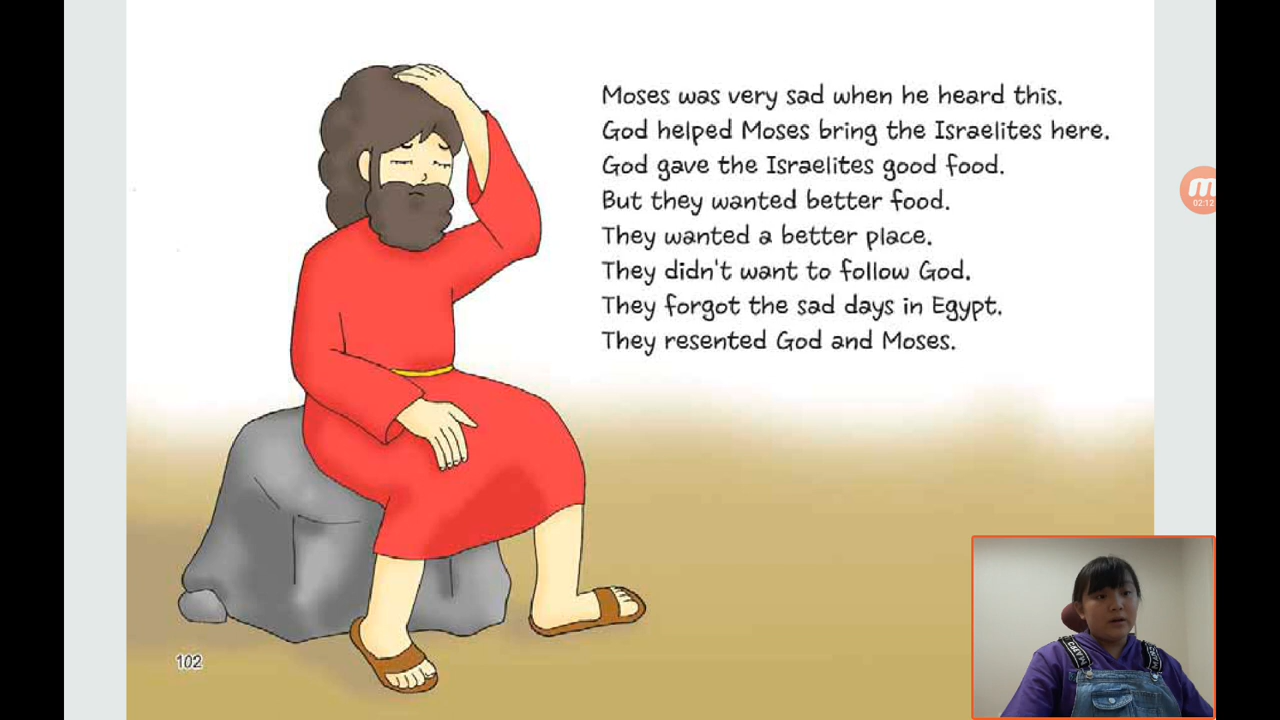 Moses was very sad when he heard this.
God helped Moses bring the Israelites here.
God gave the Israelites good food.
But they wanted better food.
They wanted a better place.
They didn't want to follow God.
They forgot the sad days in Egypt.
They resented God and Moses.
102
02:12